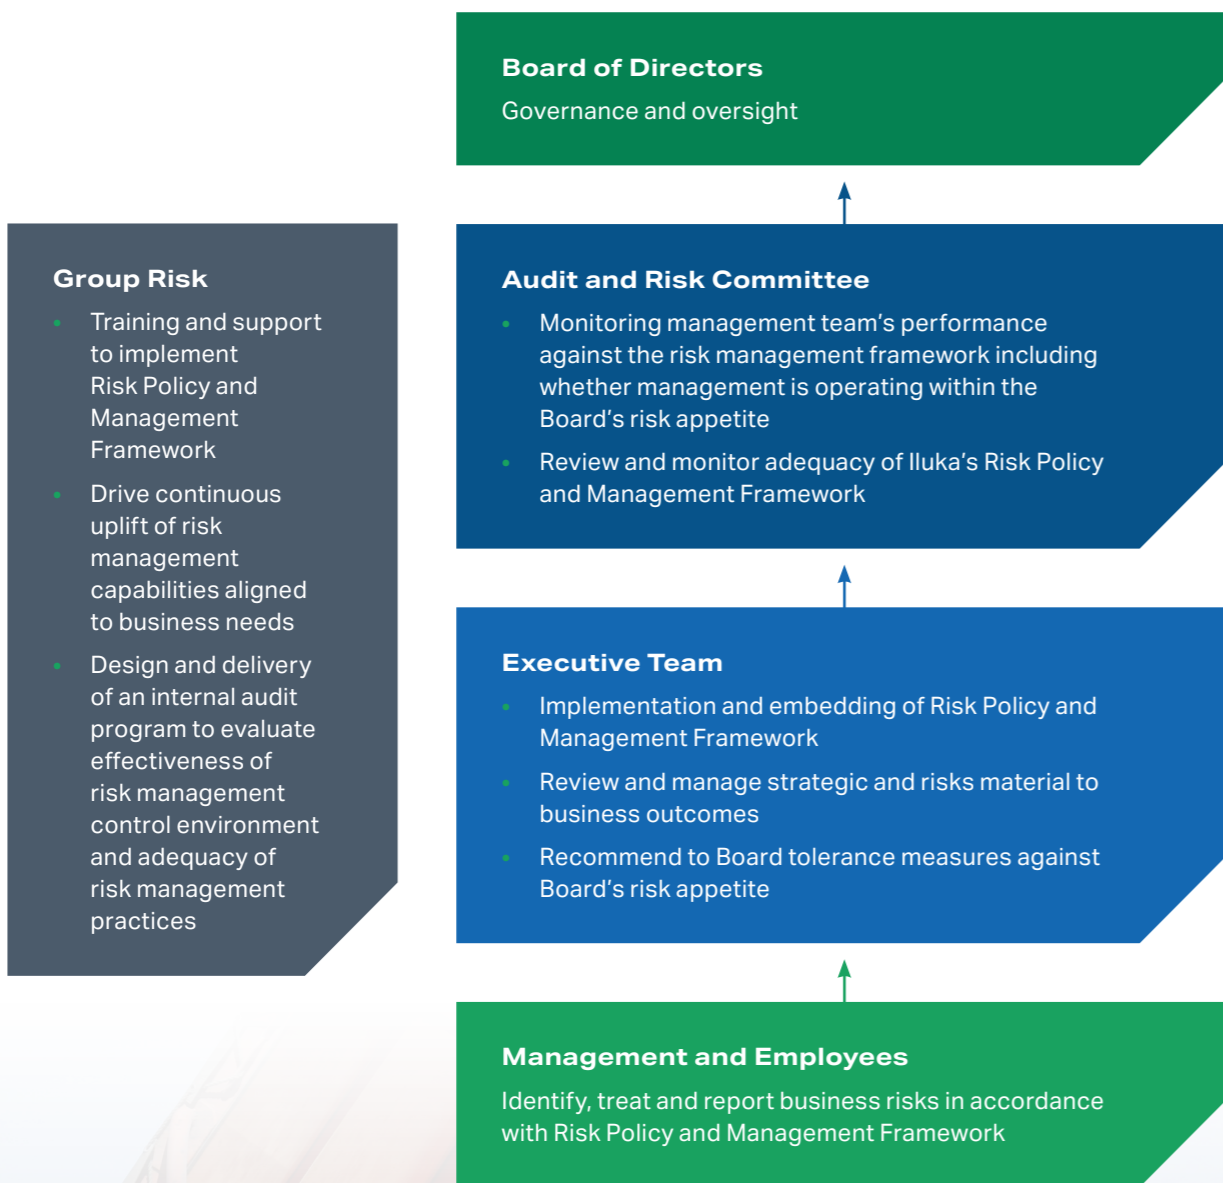 Board of Directors
Governance and oversight
Group Risk
• Training and support
to implement
Risk Policy and
Management
Framework
• Drive continuous
uplift of risk
management
capabilities aligned
to business needs
• Design and delivery
of an internal audit
program to evaluate
effectiveness of
risk management
control environment
and adequacy of
risk management
practices
Audit and Risk Committee
• Monitoring management team’s performance
against the risk management framework including
whether management is operating within the
Board’s risk appetite
• Review and monitor adequacy of Iluka’s Risk Policy
and Management Framework
Executive Team
• Implementation and embedding of Risk Policy and
Management Framework
• Review and manage strategic and risks material to
business outcomes
• Recommend to Board tolerance measures against
Board’s risk appetite
Management and Employees
Identify, treat and report business risks in accordance
with Risk Policy and Management Framework